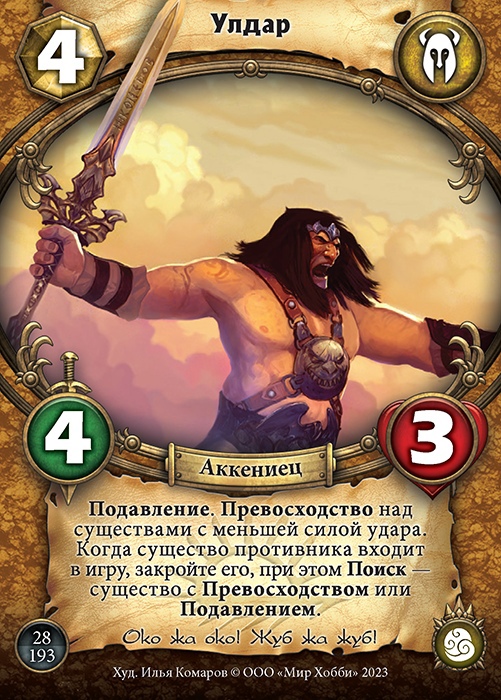 Улдар
4
4
3
Аккениец
Подавление. Превосходство над
существами с меньшей силой удара.
Когда существо противника входит
в игру, закройте его, при этом Поиск —
существо с Превосходством или
Подавлением.
Око жа око! Жуб жа жуб!
28
193
Худ. Илья Комаров © ООО «Мир Хобби» 2023